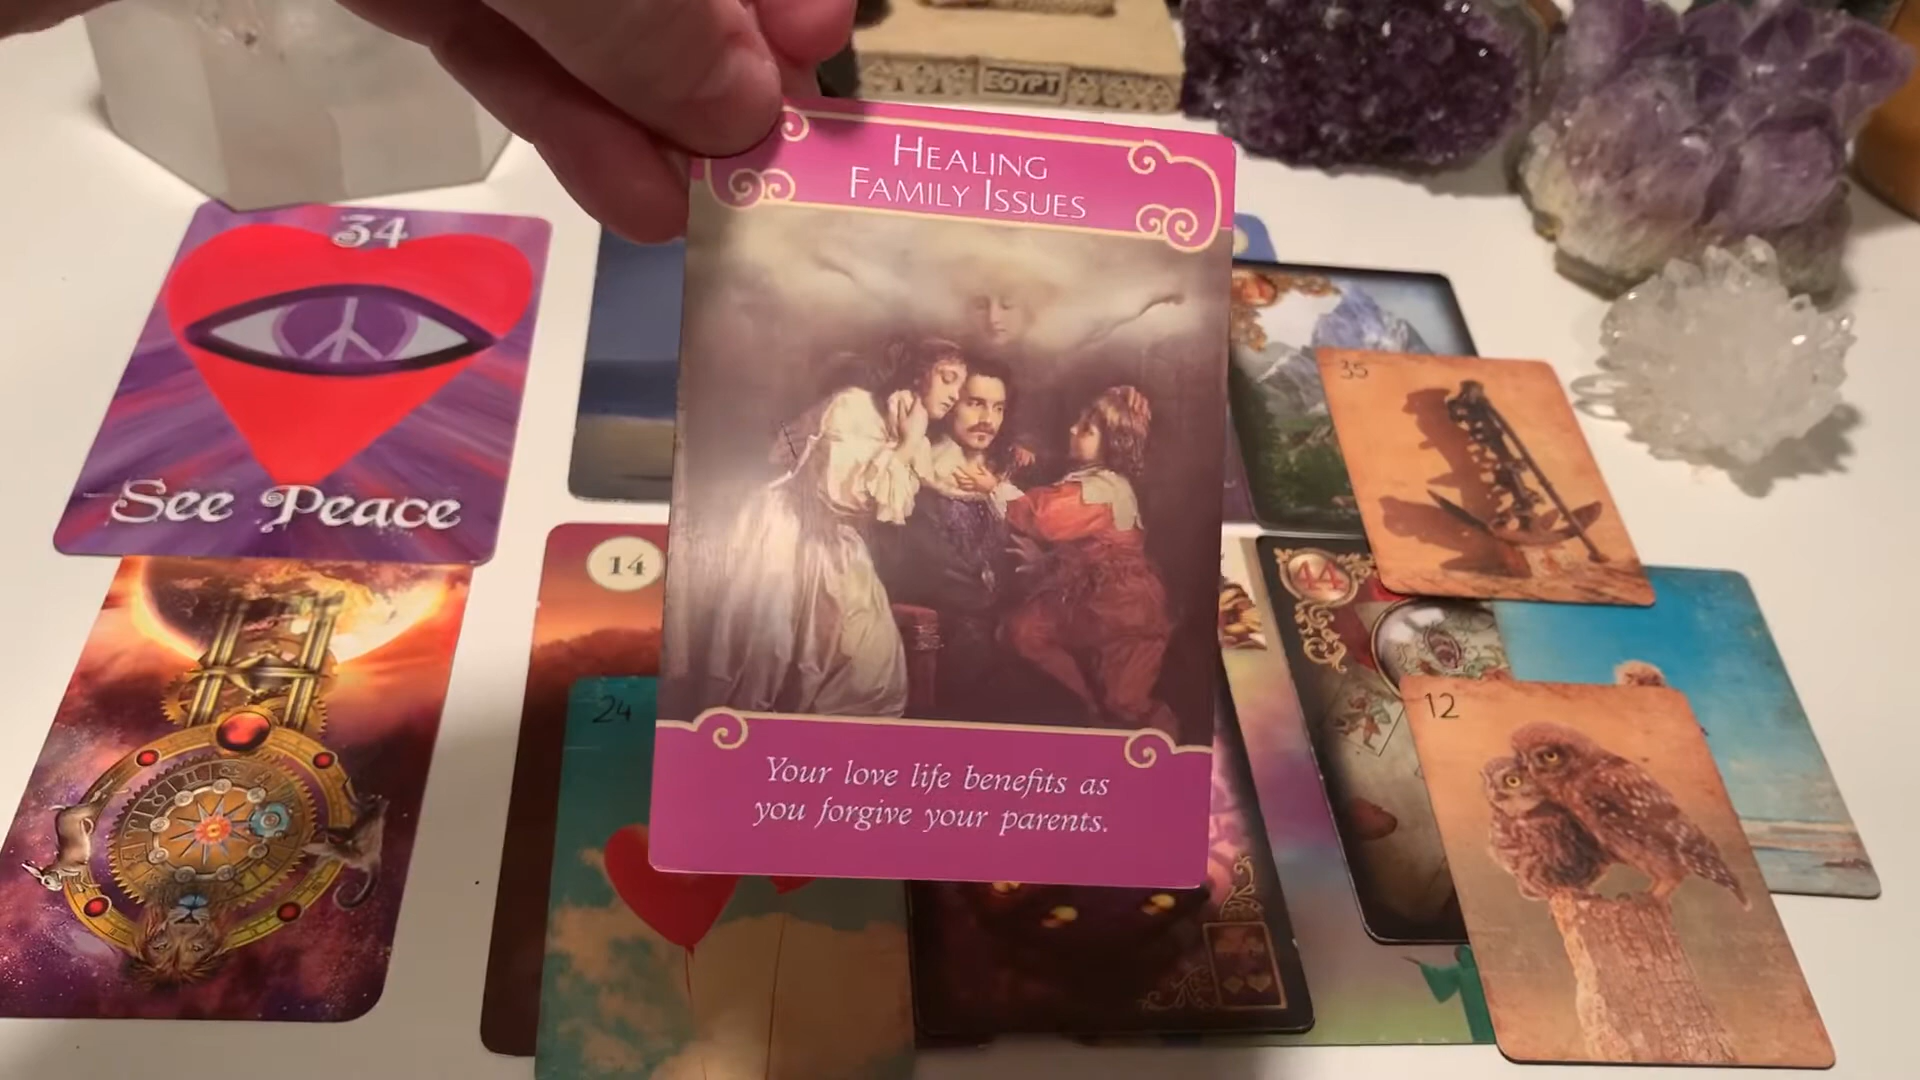 EGYPT
HEALING
FAMILY ISSUES
34
See Peace
35
14
44
24
12
Your love life benefits as
you forgive your parents.